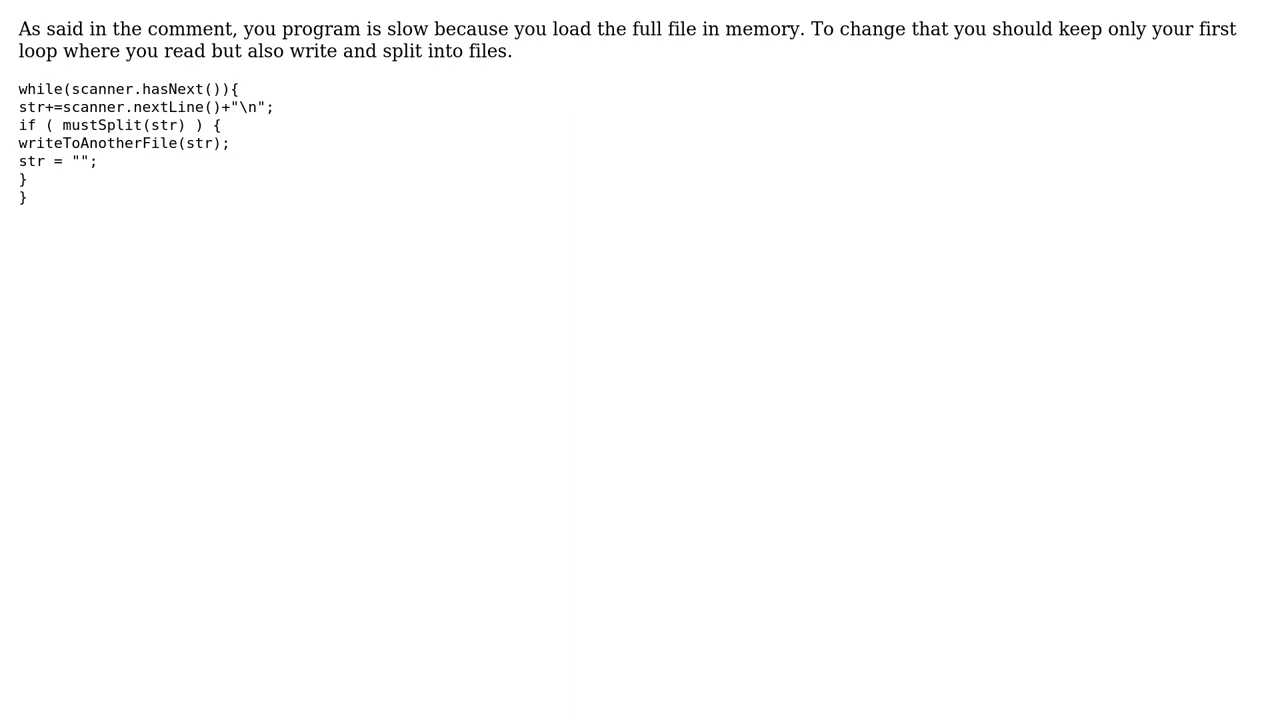 As said in the comment, you program is slow because you load the full file in memory. To change that you should keep only your first
loop where you read but also write and split into files.
while(scanner.hasNext()){
str+=scanner.nextLine()+"\n";
if ( mustSplit(str) ) {
writeToAnotherFile(str);
str = "";
}
}